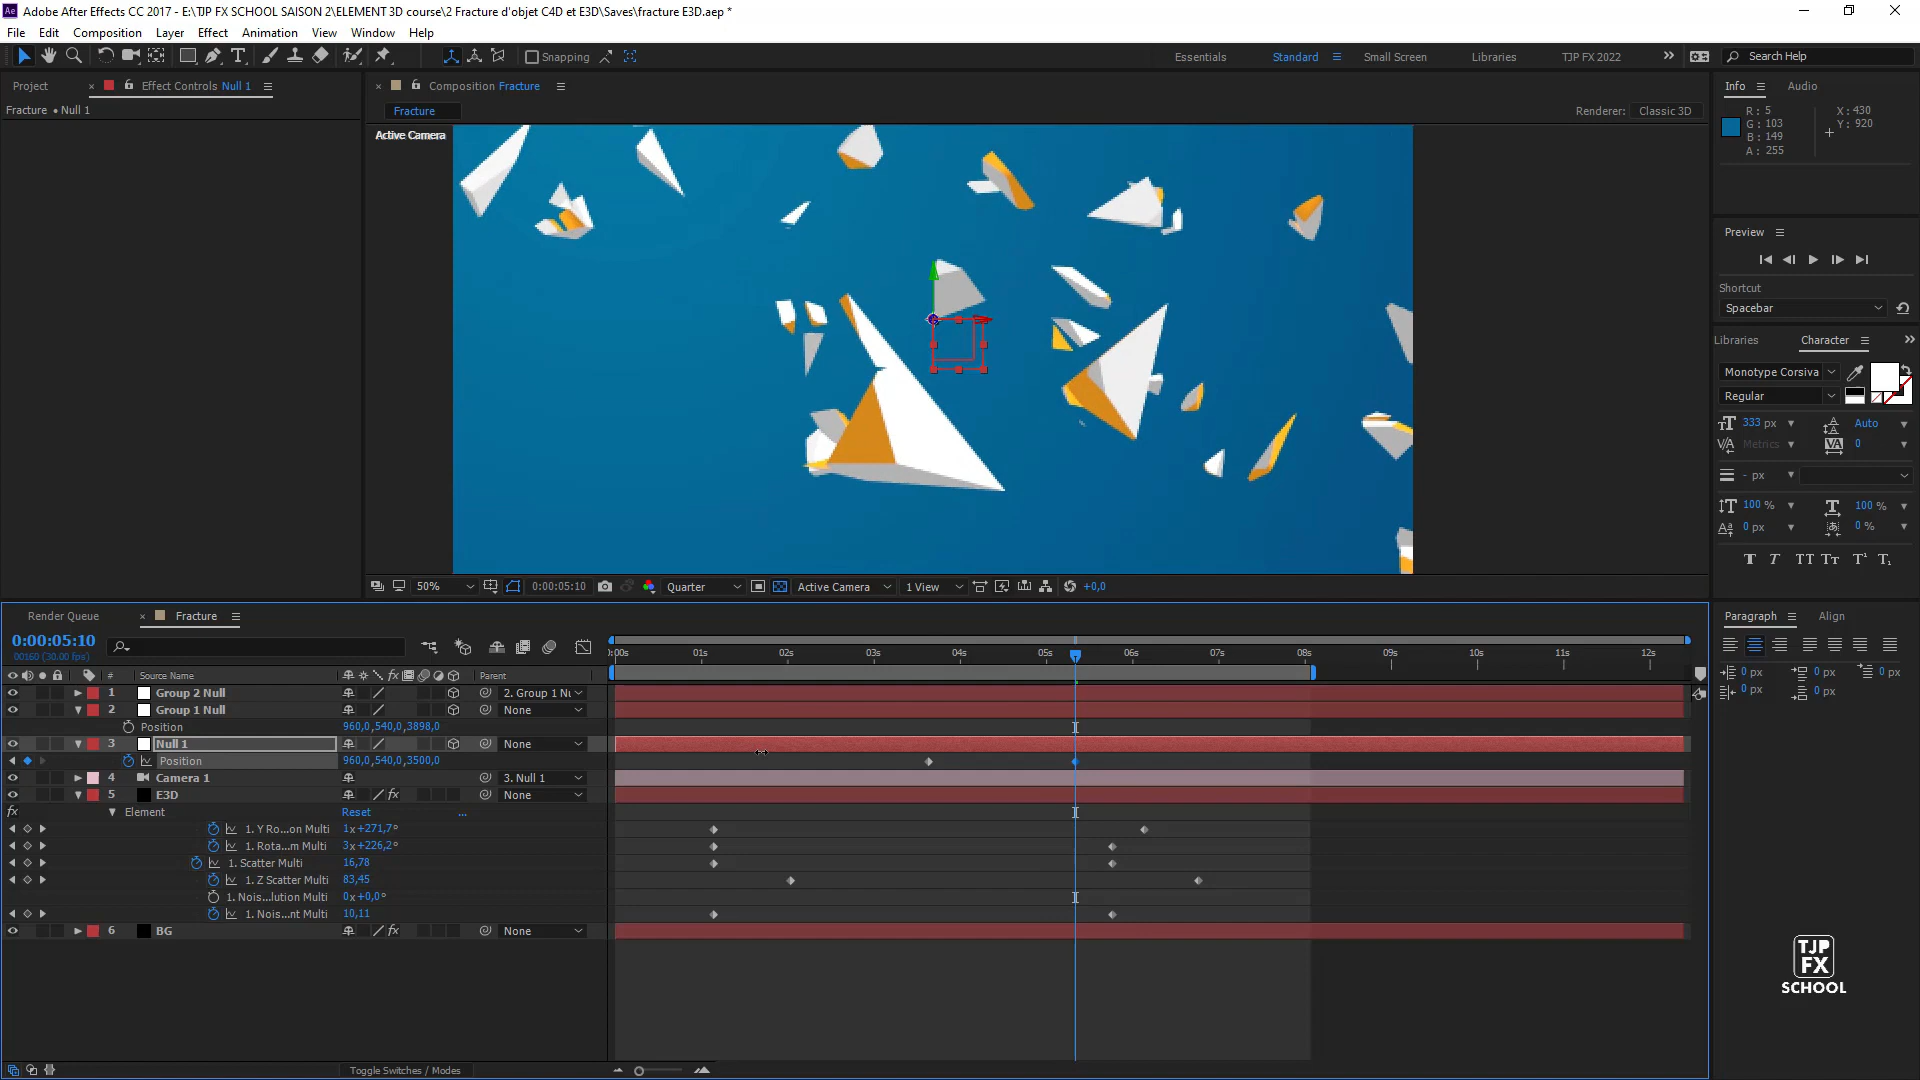 Adobe After Effects CC 2017 - E:\TJP FX SCHOOL SAISON 2\ELEMENT 3D course\2 Fracture d'objet C4D et E3D\Saves\fracture E3D.aep *
File Edit Composition Layer Effect Animation View Window Help
Snapping Essentials Standard Small Screen Libraries TJP FX 2022 Search Help
Project Effect Controls Null 1 Composition Fracture Info Audio
Fracture • Null 1 Fracture Renderer: Classic 3D
Active Camera
R: 5 X: 430
G: 103 Y: 920
B: 149
A: 255
Preview
Shortcut
Spacebar
Libraries Character
Monotype Corsiva
Regular
333 px Auto
Metrics 0
- px
100 % 100 %
0 px 0 %
50% 0:00:05:10 Quarter Active Camera 1 View +0,0
Render Queue Fracture Paragraph Align
0:00:05:10
00160 (30.00 fps)
:00s 01s 02s 03s 04s 05s 06s 07s 08s 09s 10s 11s 12s
0 px 0 px 0 px
0 px 0 px
# Source Name Parent
1 Group 2 Null 2. Group 1 Nu
2 Group 1 Null None
Position 960,0,540,0,3898,0
3 Null 1 None
Position 960,0,540,0,3500,0
4 Camera 1 3. Null 1
5 E3D None
fx Element Reset ...
1. Y Ro...on Multi 1x+271,7°
1. Rota...m Multi 3x+226,2°
1. Scatter Multi 16,78
1. Z Scatter Multi 83,45
1. Nois...lution Multi 0x+0,0°
1. Nois...nt Multi 10,11
6 BG None
TJP
FX
SCHOOL
Toggle Switches / Modes